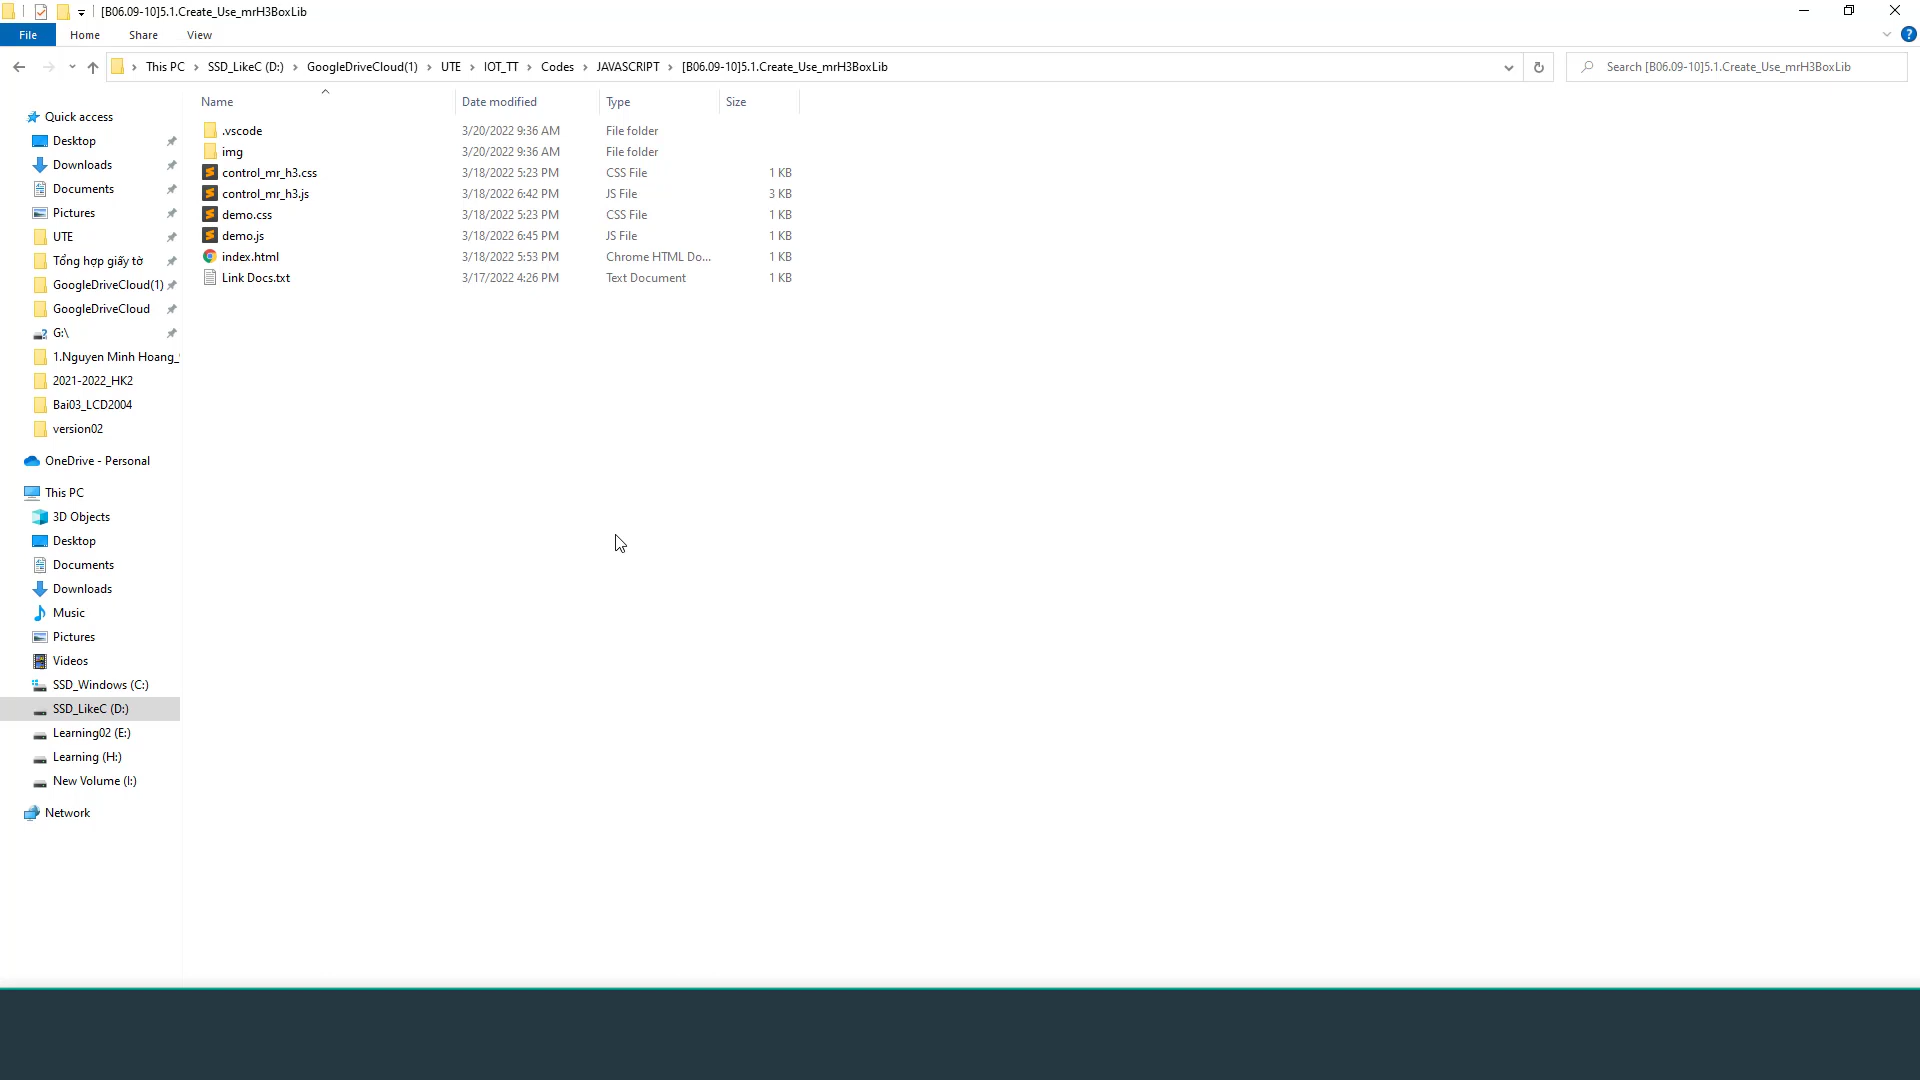 [B06.09-10]5.1.Create_Use_mrH3BoxLib
File Home Share View
This PC SSD_LikeC (D:) GoogleDriveCloud(1) UTE IOT_TT Codes JAVASCRIPT [B06.09-10]5.1.Create_Use_mrH3BoxLib
Search [B06.09-10]5.1.Create_Use_mrH3BoxLib
Name Date modified Type Size
.vscode 3/20/2022 9:36 AM File folder
img 3/20/2022 9:36 AM File folder
control_mr_h3.css 3/18/2022 5:23 PM CSS File 1 KB
control_mr_h3.js 3/18/2022 6:42 PM JS File 3 KB
demo.css 3/18/2022 5:23 PM CSS File 1 KB
demo.js 3/18/2022 6:45 PM JS File 1 KB
index.html 3/18/2022 5:53 PM Chrome HTML Do... 1 KB
Link Docs.txt 3/17/2022 4:26 PM Text Document 1 KB
Quick access
Desktop
Downloads
Documents
Pictures
UTE
Tổng hợp giấy tờ
GoogleDriveCloud(1)
GoogleDriveCloud
G:\
1.Nguyen Minh Hoang_
2021-2022_HK2
Bai03_LCD2004
version02
OneDrive - Personal
This PC
3D Objects
Desktop
Documents
Downloads
Music
Pictures
Videos
SSD_Windows (C:)
SSD_LikeC (D:)
Learning02 (E:)
Learning (H:)
New Volume (I:)
Network